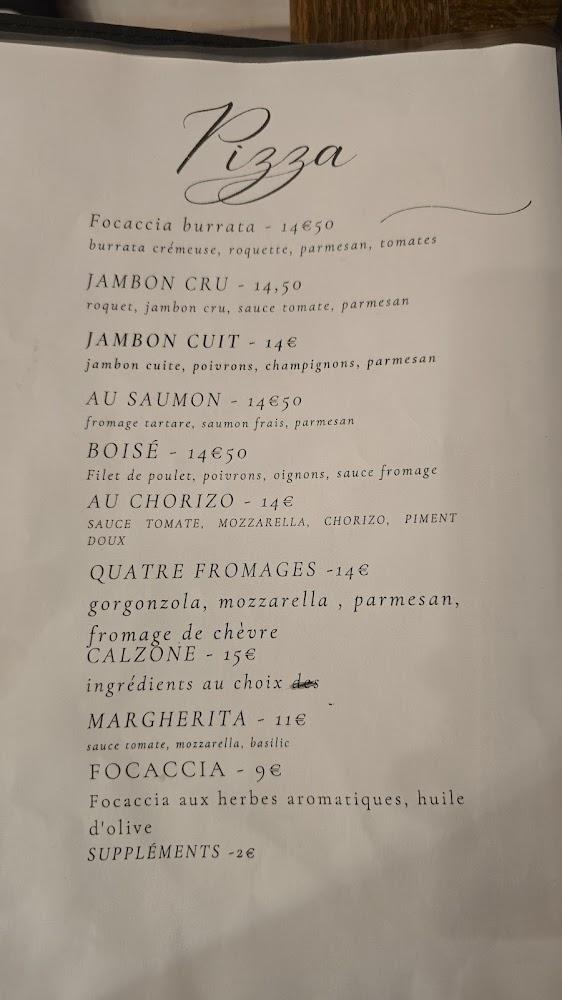 Pizza
Focaccia burrata - 14€50
burrata crémeuse, roquette, parmesan, tomates
JAMBON CRU - 14,50
roquet, jambon cru, sauce tomate, parmesan
JAMBON CUIT - 14€
jambon cuite, poivrons, champignons, parmesan
AU SAUMON - 14€50
fromage tartare, saumon frais, parmesan
BOISÉ - 14€50
Filet de poulet, poivrons, oignons, sauce fromage
AU CHORIZO - 14€
SAUCE TOMATE, MOZZARELLA, CHORIZO, PIMENT
DOUX
QUATRE FROMAGES -14€
gorgonzola, mozzarella , parmesan,
fromage de chèvre
CALZONE - 15€
ingrédients au choix des
MARGHERITA - 11€
sauce tomate, mozzarella, basilic
FOCACCIA - 9€
Focaccia aux herbes aromatiques, huile
d'olive
SUPPLÉMENTS -2€